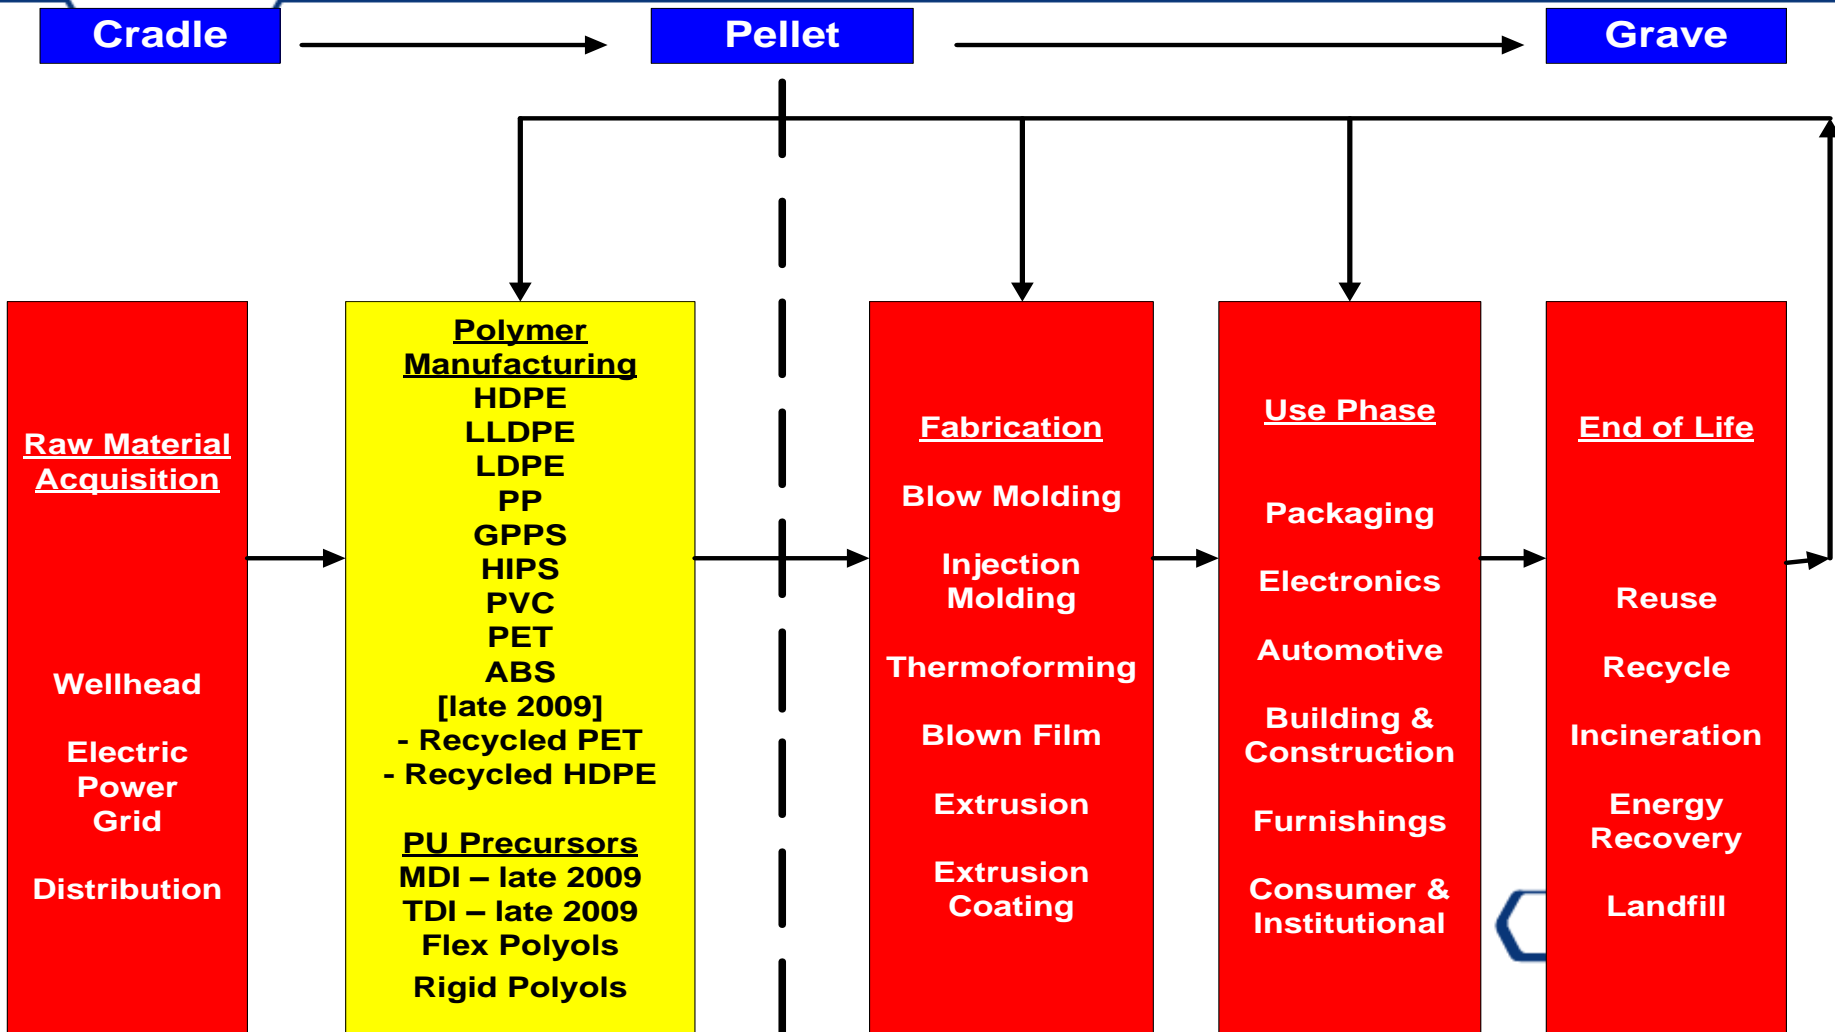 Cradle
Pellet
Grave
Raw Material
Acquisition
Wellhead
Electric
Power
Grid
Distribution
Polymer
Manufacturing
HDPE
LLDPE
LDPE
PP
GPPS
HIPS
PVC
PET
ABS
[late 2009]
- Recycled PET
- Recycled HDPE
PU Precursors
MDI – late 2009
TDI – late 2009
Flex Polyols
Rigid Polyols
Fabrication
Blow Molding
Injection
Molding
Thermoforming
Blown Film
Extrusion
Extrusion
Coating
Use Phase
Packaging
Electronics
Automotive
Building &
Construction
Furnishings
Consumer &
Institutional
End of Life
Reuse
Recycle
Incineration
Energy
Recovery
Landfill